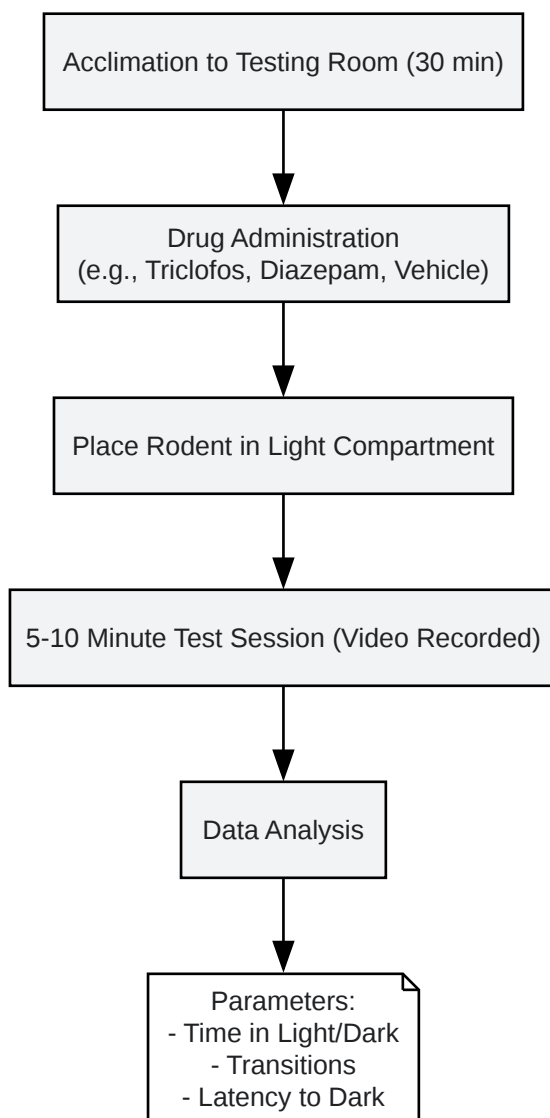 Acclimation to Testing Room (30 min)
Drug Administration
(e.g., Triclofos, Diazepam, Vehicle)
Place Rodent in Light Compartment
5-10 Minute Test Session (Video Recorded)
Data Analysis
Parameters:
- Time in Light/Dark
- Transitions
- Latency to Dark